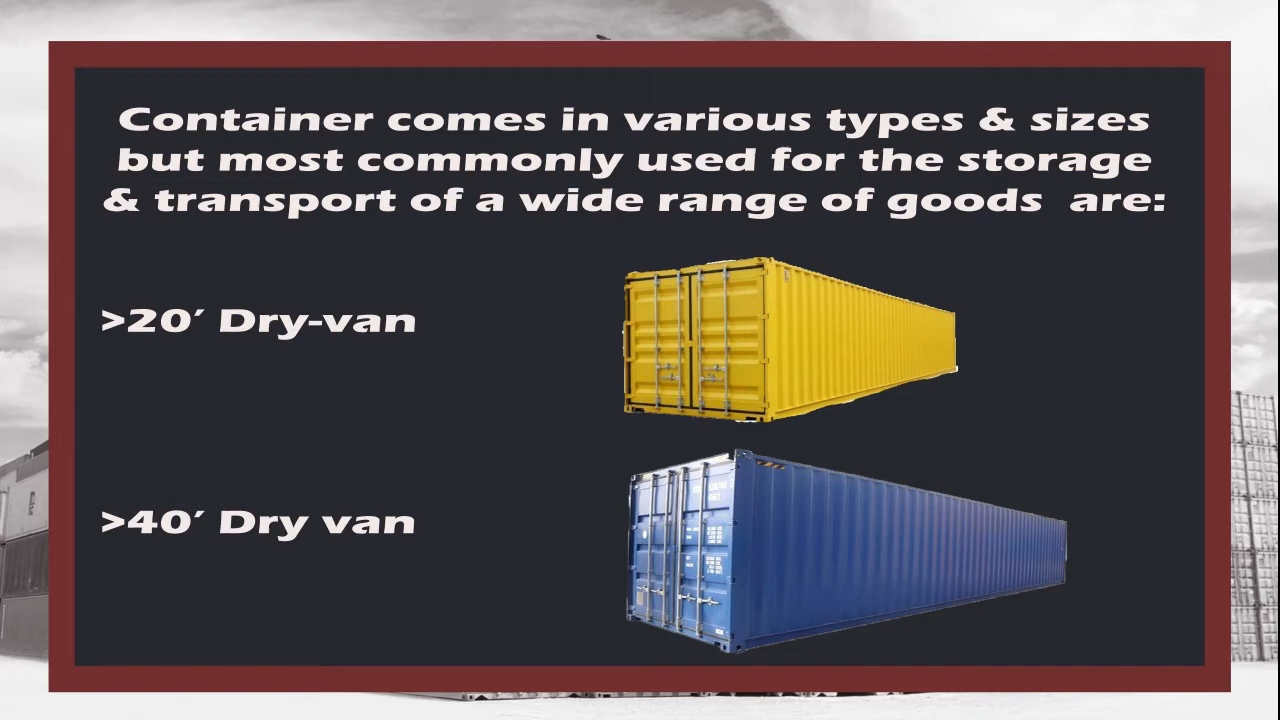 Container comes in various types & sizes
but most commonly used for the storage
& transport of a wide range of goods  are:
>20′ Dry-van
>40′ Dry van